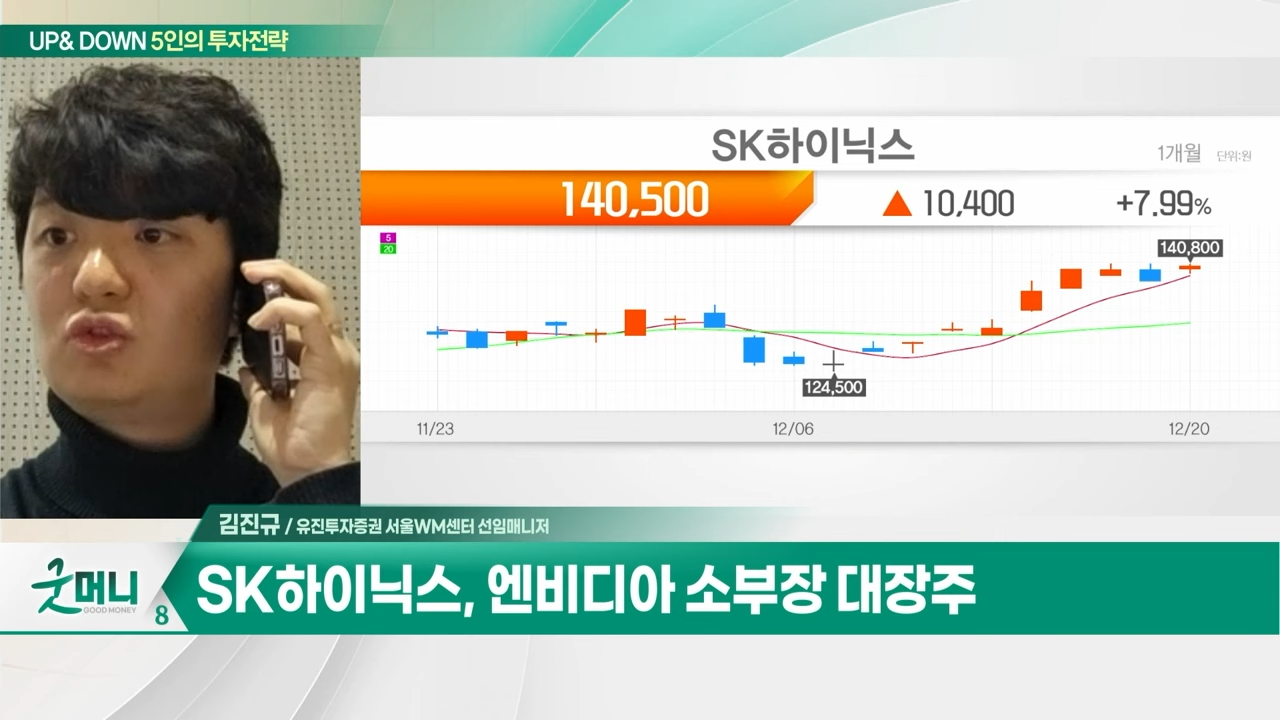 UP& DOWN 5인의 투자전략
SK하이닉스
1개월 단위:원
140,500 ▲ 10,400 +7.99%
5
20
140,800
124,500
11/23 12/06 12/20
김진규 / 유진투자증권 서울WM센터 선임매니저
굿머니
GOOD MONEY
8
SK하이닉스, 엔비디아 소부장 대장주